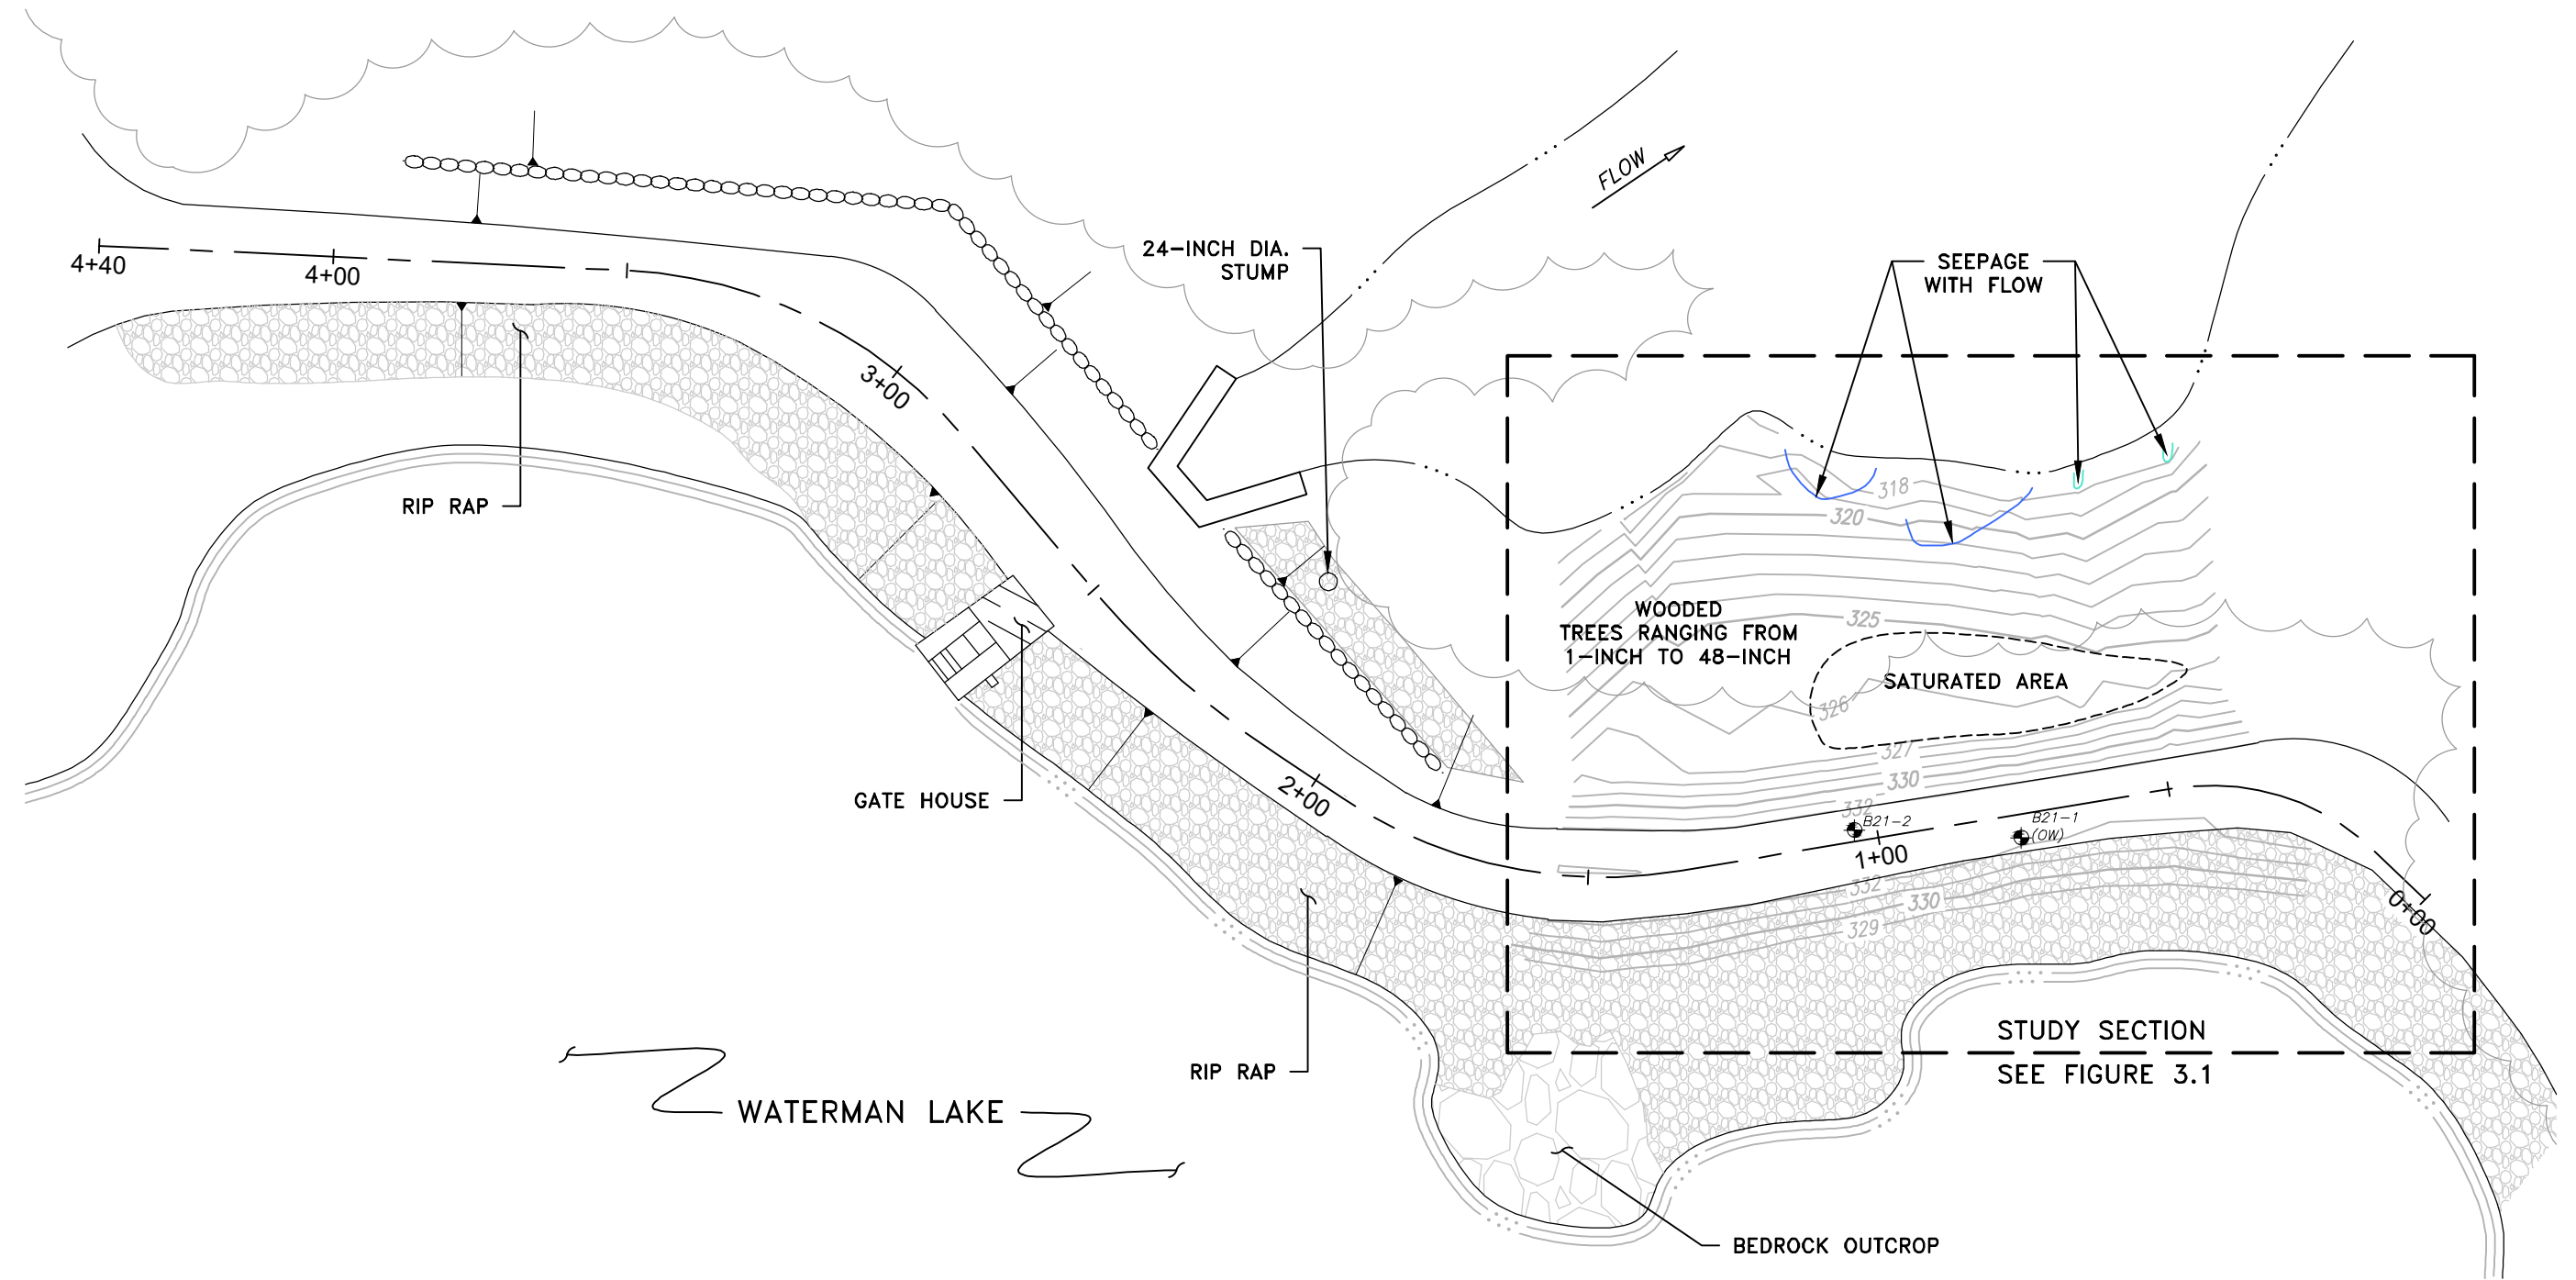 FLOW
24-INCH DIA.
STUMP
SEEPAGE
WITH FLOW
4+40
4+00
3+00
RIP RAP
318
320
325
WOODED
TREES RANGING FROM
1-INCH TO 48-INCH
SATURATED AREA
326
327
330
332
GATE HOUSE
2+00
B21-2
B21-1
(OW)
1+00
332
330
329
0+00
STUDY SECTION
SEE FIGURE 3.1
RIP RAP
WATERMAN LAKE
BEDROCK OUTCROP